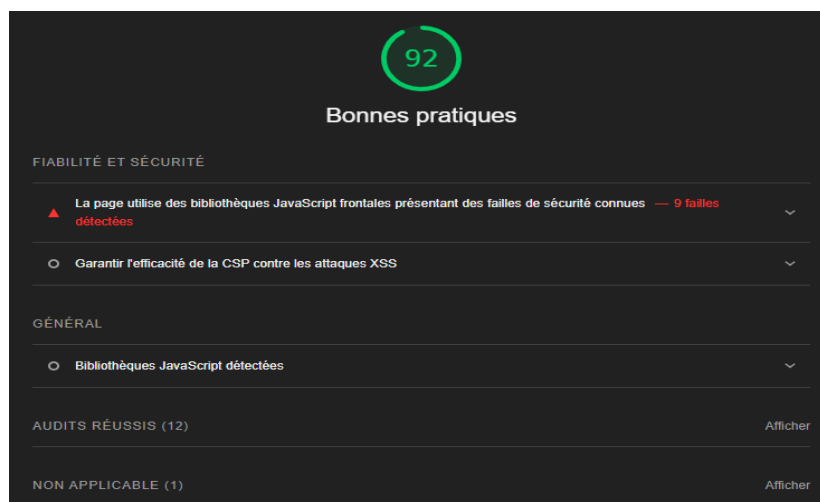 92
Bonnes pratiques
FIABILITÉ ET SÉCURITÉ
La page utilise des bibliothèques JavaScript frontales présentant des failles de sécurité connues — 9 failles
détectées
Garantir l'efficacité de la CSP contre les attaques XSS
GÉNÉRAL
Bibliothèques JavaScript détectées
AUDITS RÉUSSIS (12) Afficher
NON APPLICABLE (1) Afficher